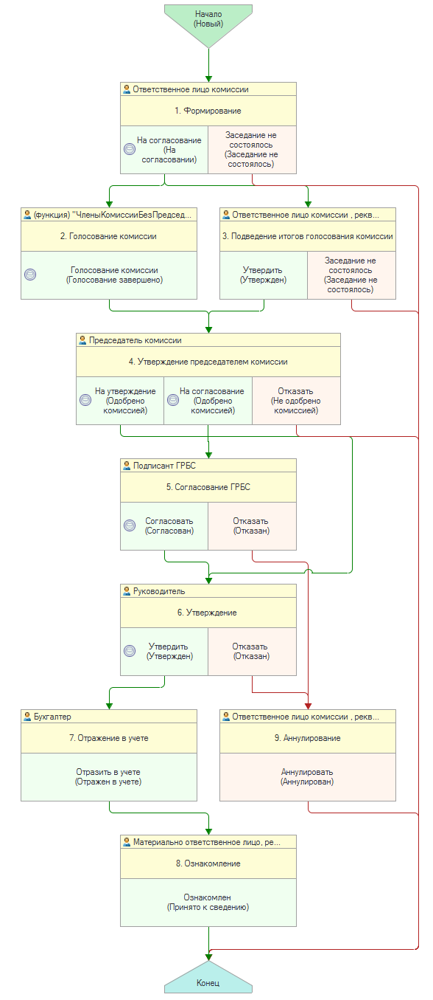 Начало
(Новый)
Ответственное лицо комиссии
1. Формирование
На согласование
(На
согласовании)
Заседание не
состоялось
(Заседание не
состоялось)
(функция) "ЧленыКомиссииБезПредсед...
2. Голосование комиссии
Голосование комиссии
(Голосование завершено)
Ответственное лицо комиссии , рекв...
3. Подведение итогов голосования комиссии
Утвердить
(Утвержден)
Заседание не
состоялось
(Заседание не
состоялось)
Председатель комиссии
4. Утверждение председателем комиссии
На утверждение
(Одобрено
комиссией)
На согласование
(Одобрено
комиссией)
Отказать
(Не одобрено
комиссией)
Подписант ГРБС
5. Согласование ГРБС
Согласовать
(Согласован)
Отказать
(Отказан)
Руководитель
6. Утверждение
Утвердить
(Утвержден)
Отказать
(Отказан)
Бухгалтер
7. Отражение в учете
Отразить в учете
(Отражен в учете)
Ответственное лицо комиссии , рекв...
9. Аннулирование
Аннулировать
(Аннулирован)
Материально ответственное лицо, ре...
8. Ознакомление
Ознакомлен
(Принято к сведению)
Конец